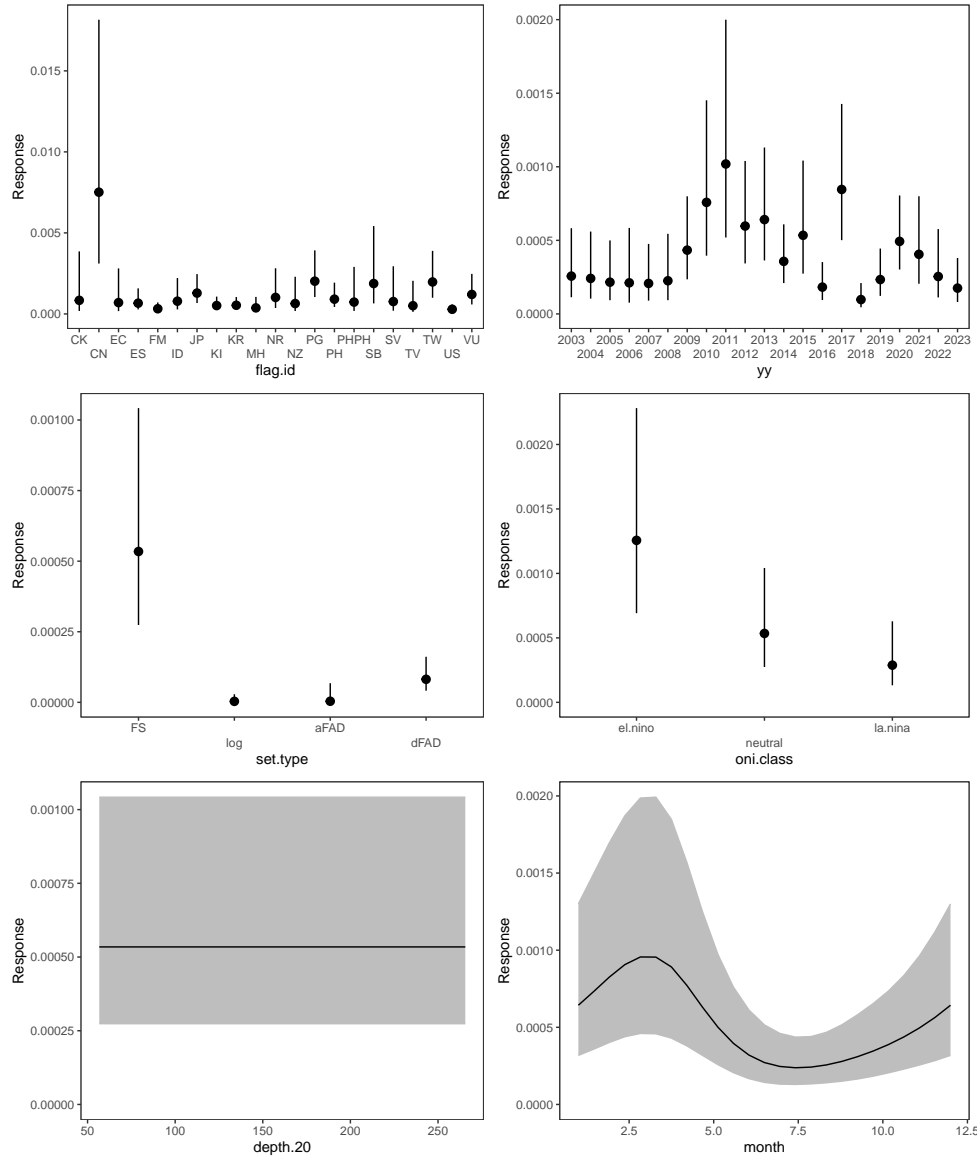 0.015
0.010
0.005
0.000
Response
CK EC FM JP KR NR PG PHPH SV TW VU
CN ES ID KI MH NZ PH SB TV US
flag.id
0.0020
0.0015
0.0010
0.0005
0.0000
Response
2003 2005 2007 2009 2011 2013 2015 2017 2019 2021 2023
2004 2006 2008 2010 2012 2014 2016 2018 2020 2022
yy
0.00100
0.00075
0.00050
0.00025
0.00000
Response
FS aFAD
log dFAD
set.type
0.0020
0.0015
0.0010
0.0005
0.0000
Response
el.nino la.nina
neutral
oni.class
0.00100
0.00075
0.00050
0.00025
0.00000
Response
50 100 150 200 250
depth.20
0.0020
0.0015
0.0010
0.0005
0.0000
Response
2.5 5.0 7.5 10.0 12.5
month